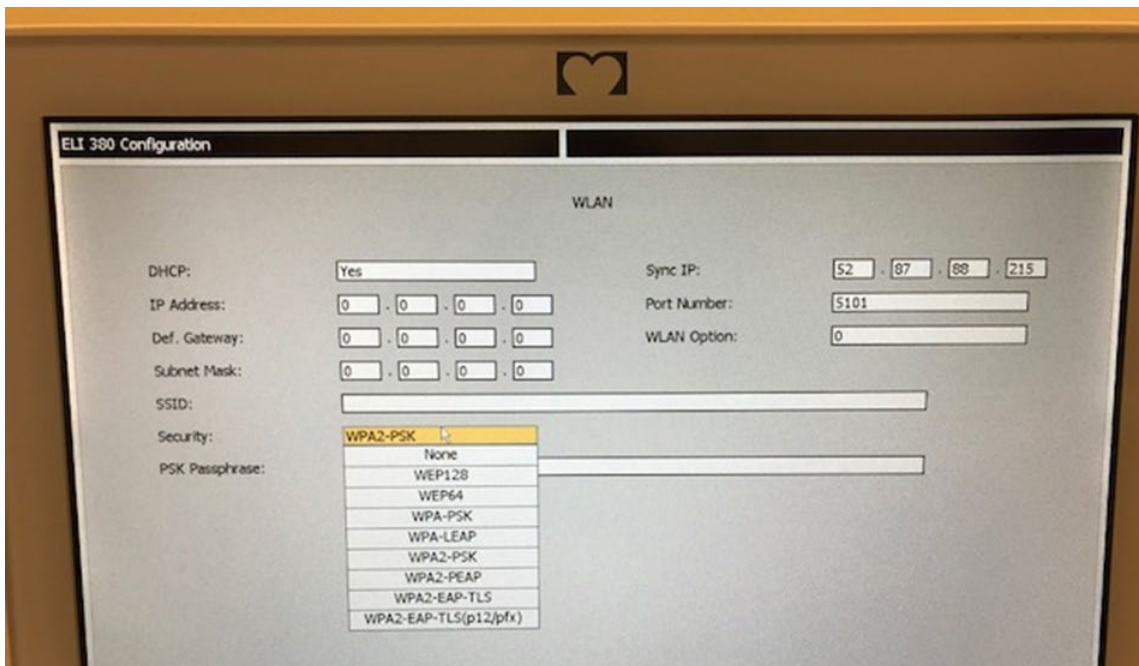 ELI 380 Configuration
WLAN
DHCP: Yes Sync IP: 52 . 87 . 88 . 215
IP Address: 0 . 0 . 0 . 0 Port Number: 5101
Def. Gateway: 0 . 0 . 0 . 0 WLAN Option: 0
Subnet Mask: 0 . 0 . 0 . 0
SSID:
Security: WPA2-PSK
None
PSK Passphrase:
WEP128
WEP64
WPA-PSK
WPA-LEAP
WPA2-PSK
WPA2-PEAP
WPA2-EAP-TLS
WPA2-EAP-TLS(p12/pfx)